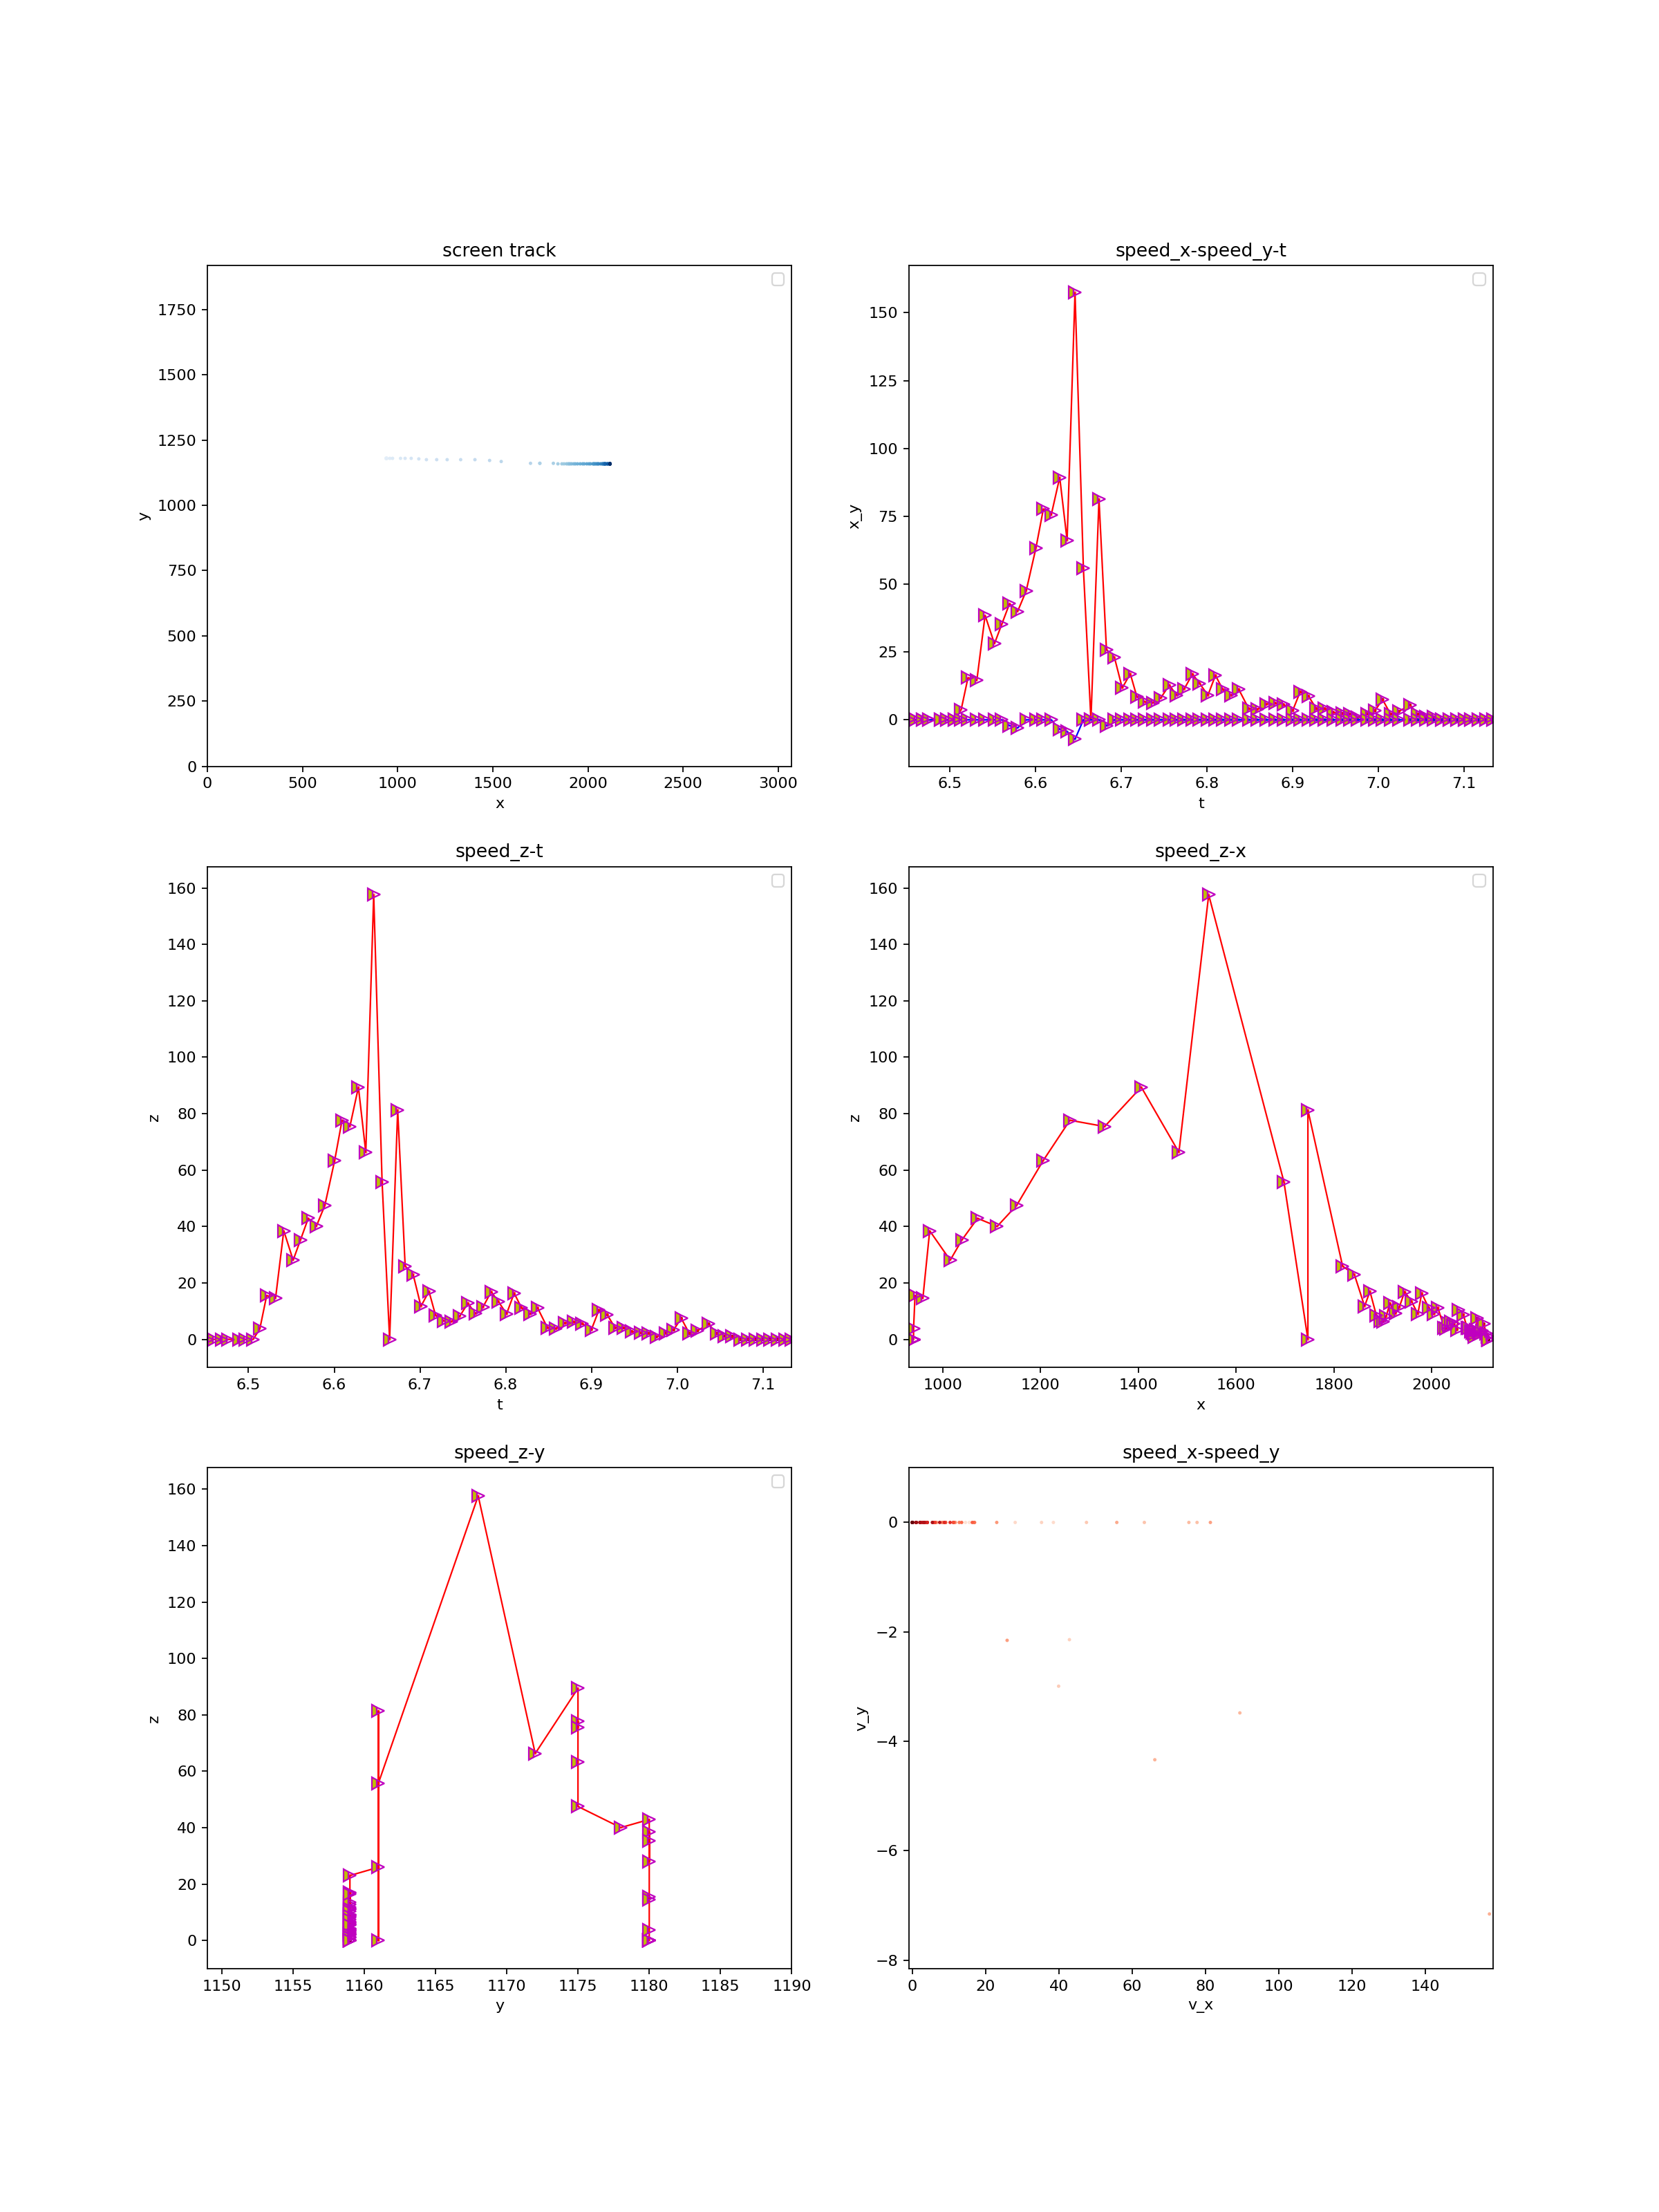 screen track
1750
1500
1250
1000
750
500
250
0
y
0 500 1000 1500 2000 2500 3000
x
speed_x-speed_y-t
150
125
100
75
50
25
0
x_y
6.5 6.6 6.7 6.8 6.9 7.0 7.1
t
speed_z-t
160
140
120
100
80
60
40
20
0
z
6.5 6.6 6.7 6.8 6.9 7.0 7.1
t
speed_z-x
160
140
120
100
80
60
40
20
0
z
1000 1200 1400 1600 1800 2000
x
speed_z-y
160
140
120
100
80
60
40
20
0
z
1150 1155 1160 1165 1170 1175 1180 1185 1190
y
speed_x-speed_y
0
−2
−4
−6
−8
v_y
0 20 40 60 80 100 120 140
v_x